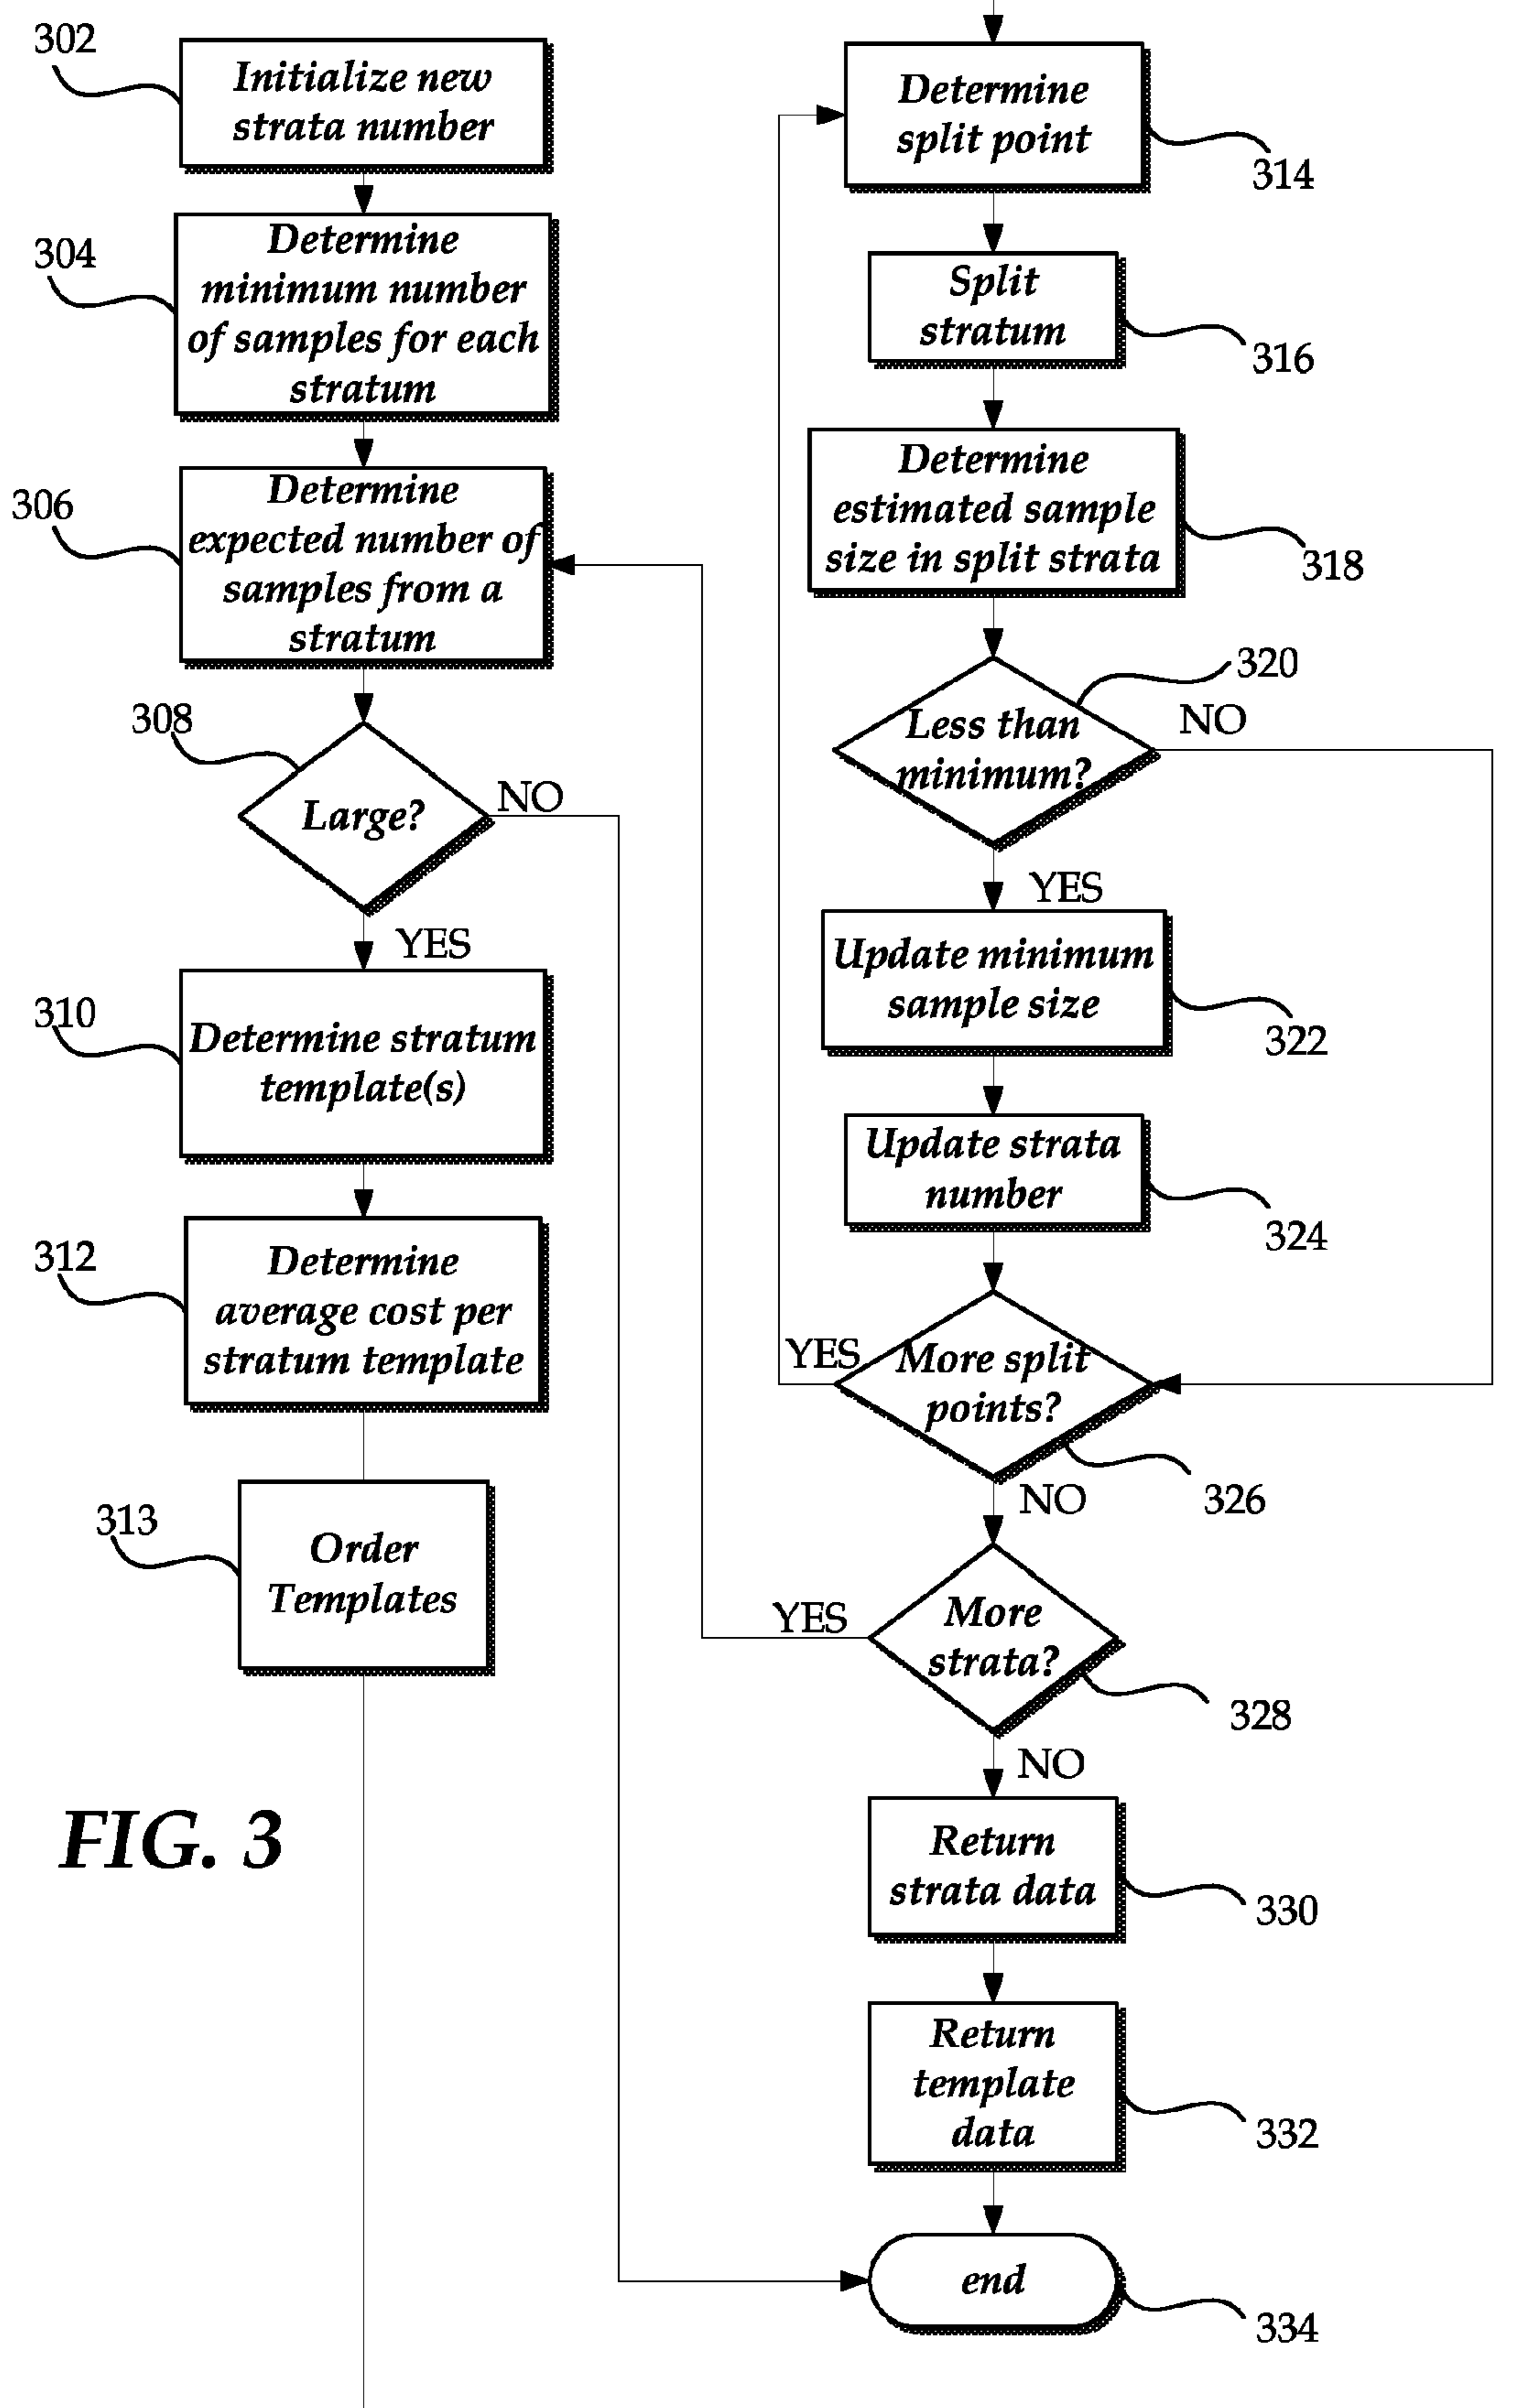 302
Initialize new
strata number
304
Determine
minimum number
of samples for each
stratum
306
Determine
expected number of
samples from a
stratum
308
Large?
NO
YES
310
Determine stratum
template(s)
312
Determine
average cost per
stratum template
313
Order
Templates
FIG. 3
Determine
split point
314
Split
stratum
316
Determine
estimated sample
size in split strata
318
320
Less than
minimum?
NO
YES
Update minimum
sample size
322
Update strata
number
324
YES
More split
points?
326
NO
YES
More
strata?
328
NO
Return
strata data
330
Return
template
data
332
end
334